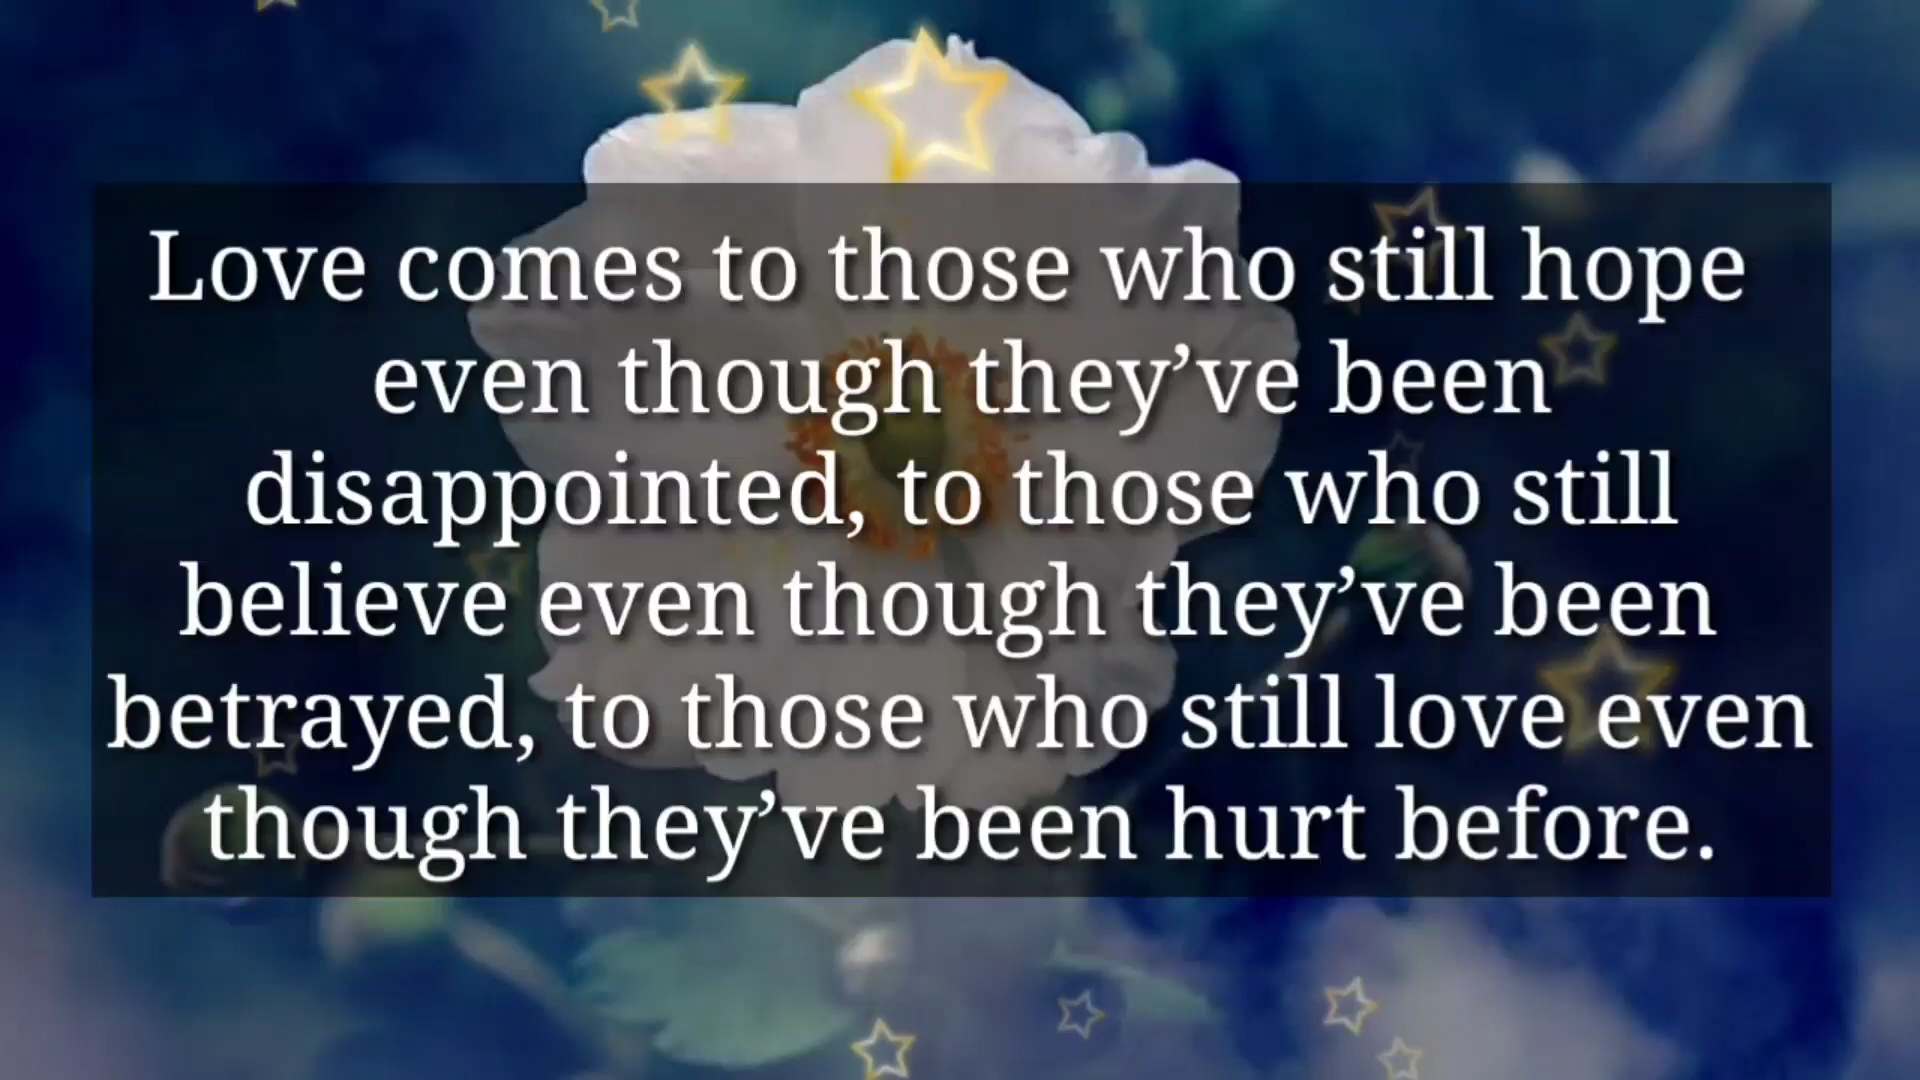 Love comes to those who still hope
even though they’ve been
disappointed, to those who still
believe even though they’ve been
betrayed, to those who still love even
though they’ve been hurt before.